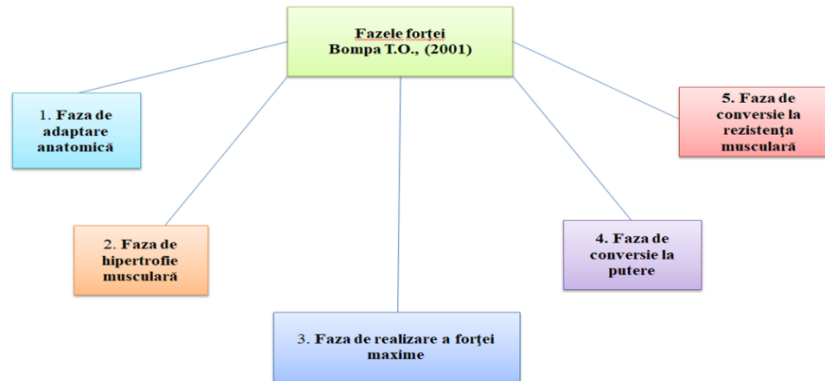 Fazele forței
Bompa T.O., (2001)
1. Faza de
adaptare
anatomică
2. Faza de
hipertrofie
musculară
3. Faza de realizare a forței
maxime
4. Faza de
conversie la
putere
5. Faza de
conversie la
rezistența
musculară